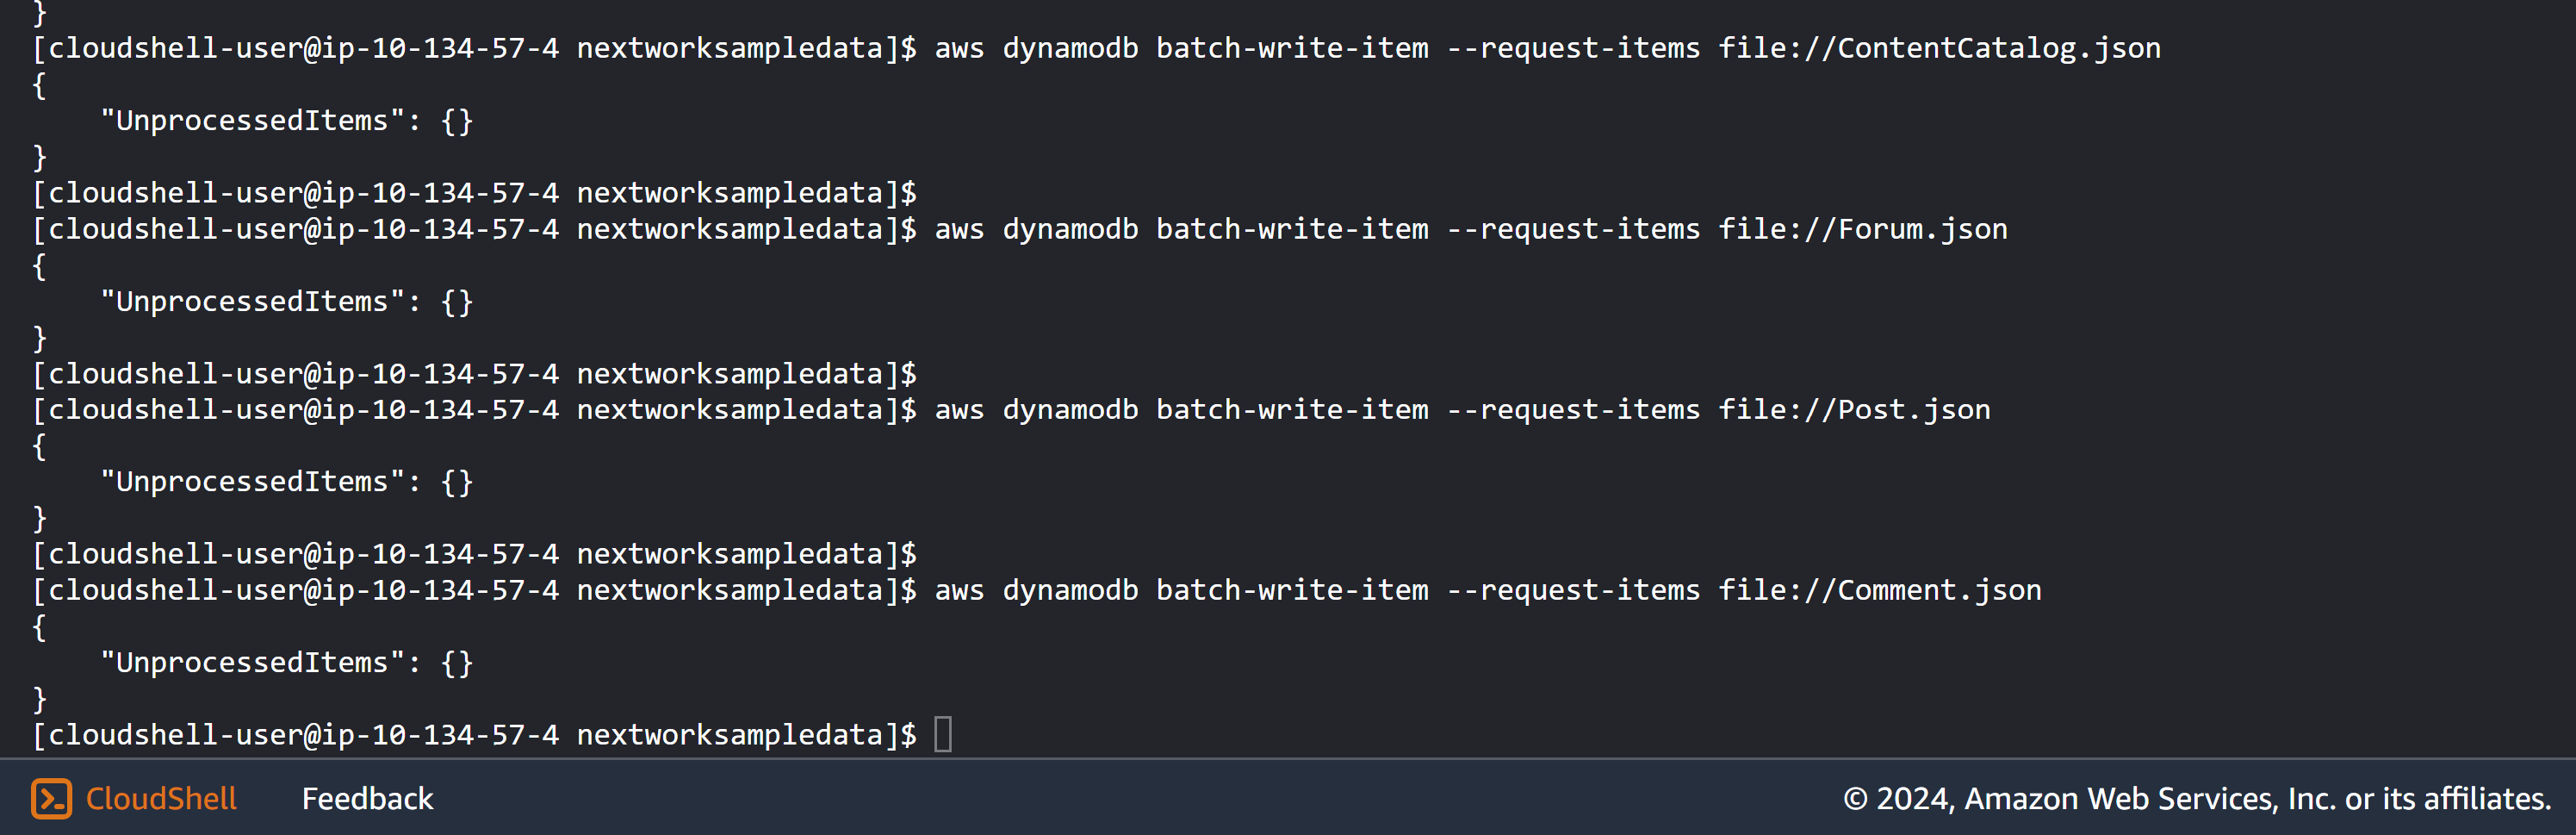 }
[cloudshell-user@ip-10-134-57-4 nextworksampledata]$ aws dynamodb batch-write-item --request-items file://ContentCatalog.json
{
    "UnprocessedItems": {}
}
[cloudshell-user@ip-10-134-57-4 nextworksampledata]$
[cloudshell-user@ip-10-134-57-4 nextworksampledata]$ aws dynamodb batch-write-item --request-items file://Forum.json
{
    "UnprocessedItems": {}
}
[cloudshell-user@ip-10-134-57-4 nextworksampledata]$
[cloudshell-user@ip-10-134-57-4 nextworksampledata]$ aws dynamodb batch-write-item --request-items file://Post.json
{
    "UnprocessedItems": {}
}
[cloudshell-user@ip-10-134-57-4 nextworksampledata]$
[cloudshell-user@ip-10-134-57-4 nextworksampledata]$ aws dynamodb batch-write-item --request-items file://Comment.json
{
    "UnprocessedItems": {}
}
[cloudshell-user@ip-10-134-57-4 nextworksampledata]$
CloudShell Feedback © 2024, Amazon Web Services, Inc. or its affiliates.